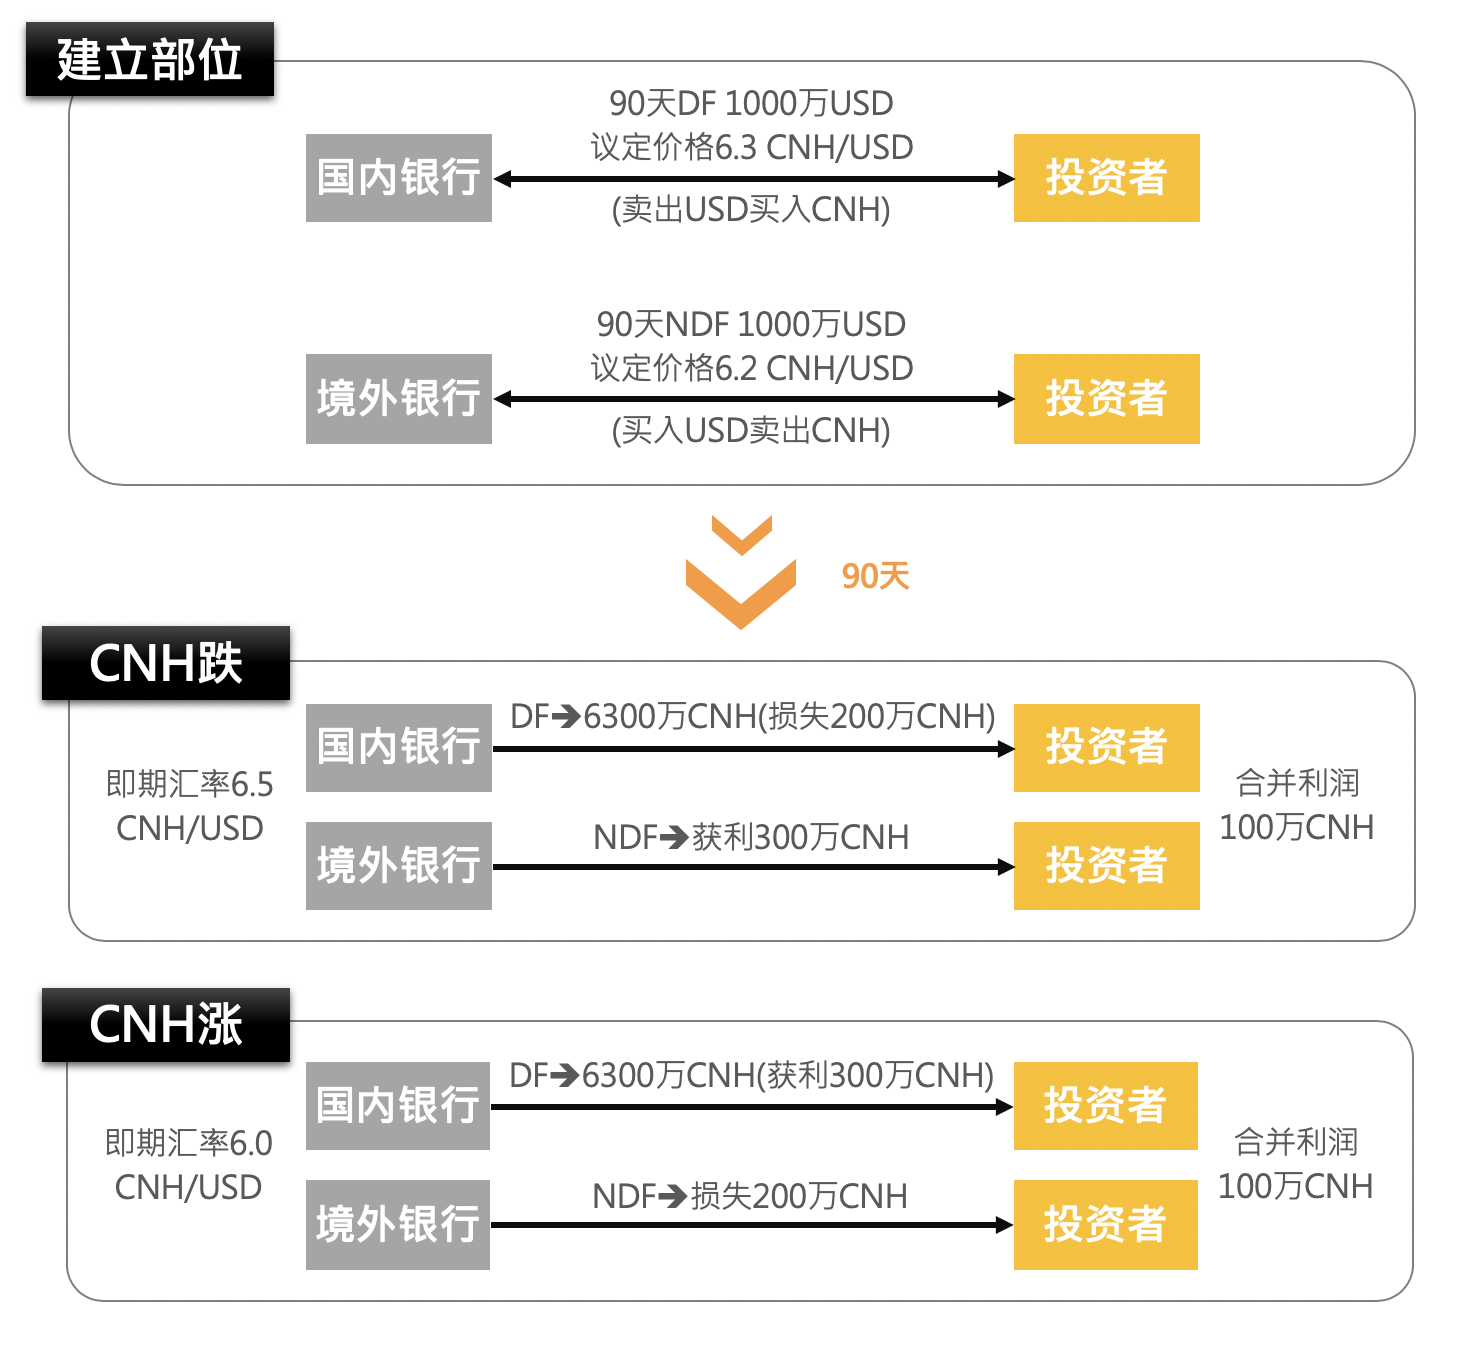 建立部位
90天DF 1000万USD
议定价格6.3 CNH/USD
国内银行
投资者
(卖出USD买入CNH)
90天NDF 1000万USD
议定价格6.2 CNH/USD
境外银行
投资者
(买入USD卖出CNH)
90天
CNH跌
DF➔6300万CNH(损失200万CNH)
国内银行
投资者
即期汇率6.5
CNH/USD
合并利润
100万CNH
NDF➔获利300万CNH
境外银行
投资者
CNH涨
DF➔6300万CNH(获利300万CNH)
国内银行
投资者
即期汇率6.0
CNH/USD
合并利润
100万CNH
NDF➔损失200万CNH
境外银行
投资者